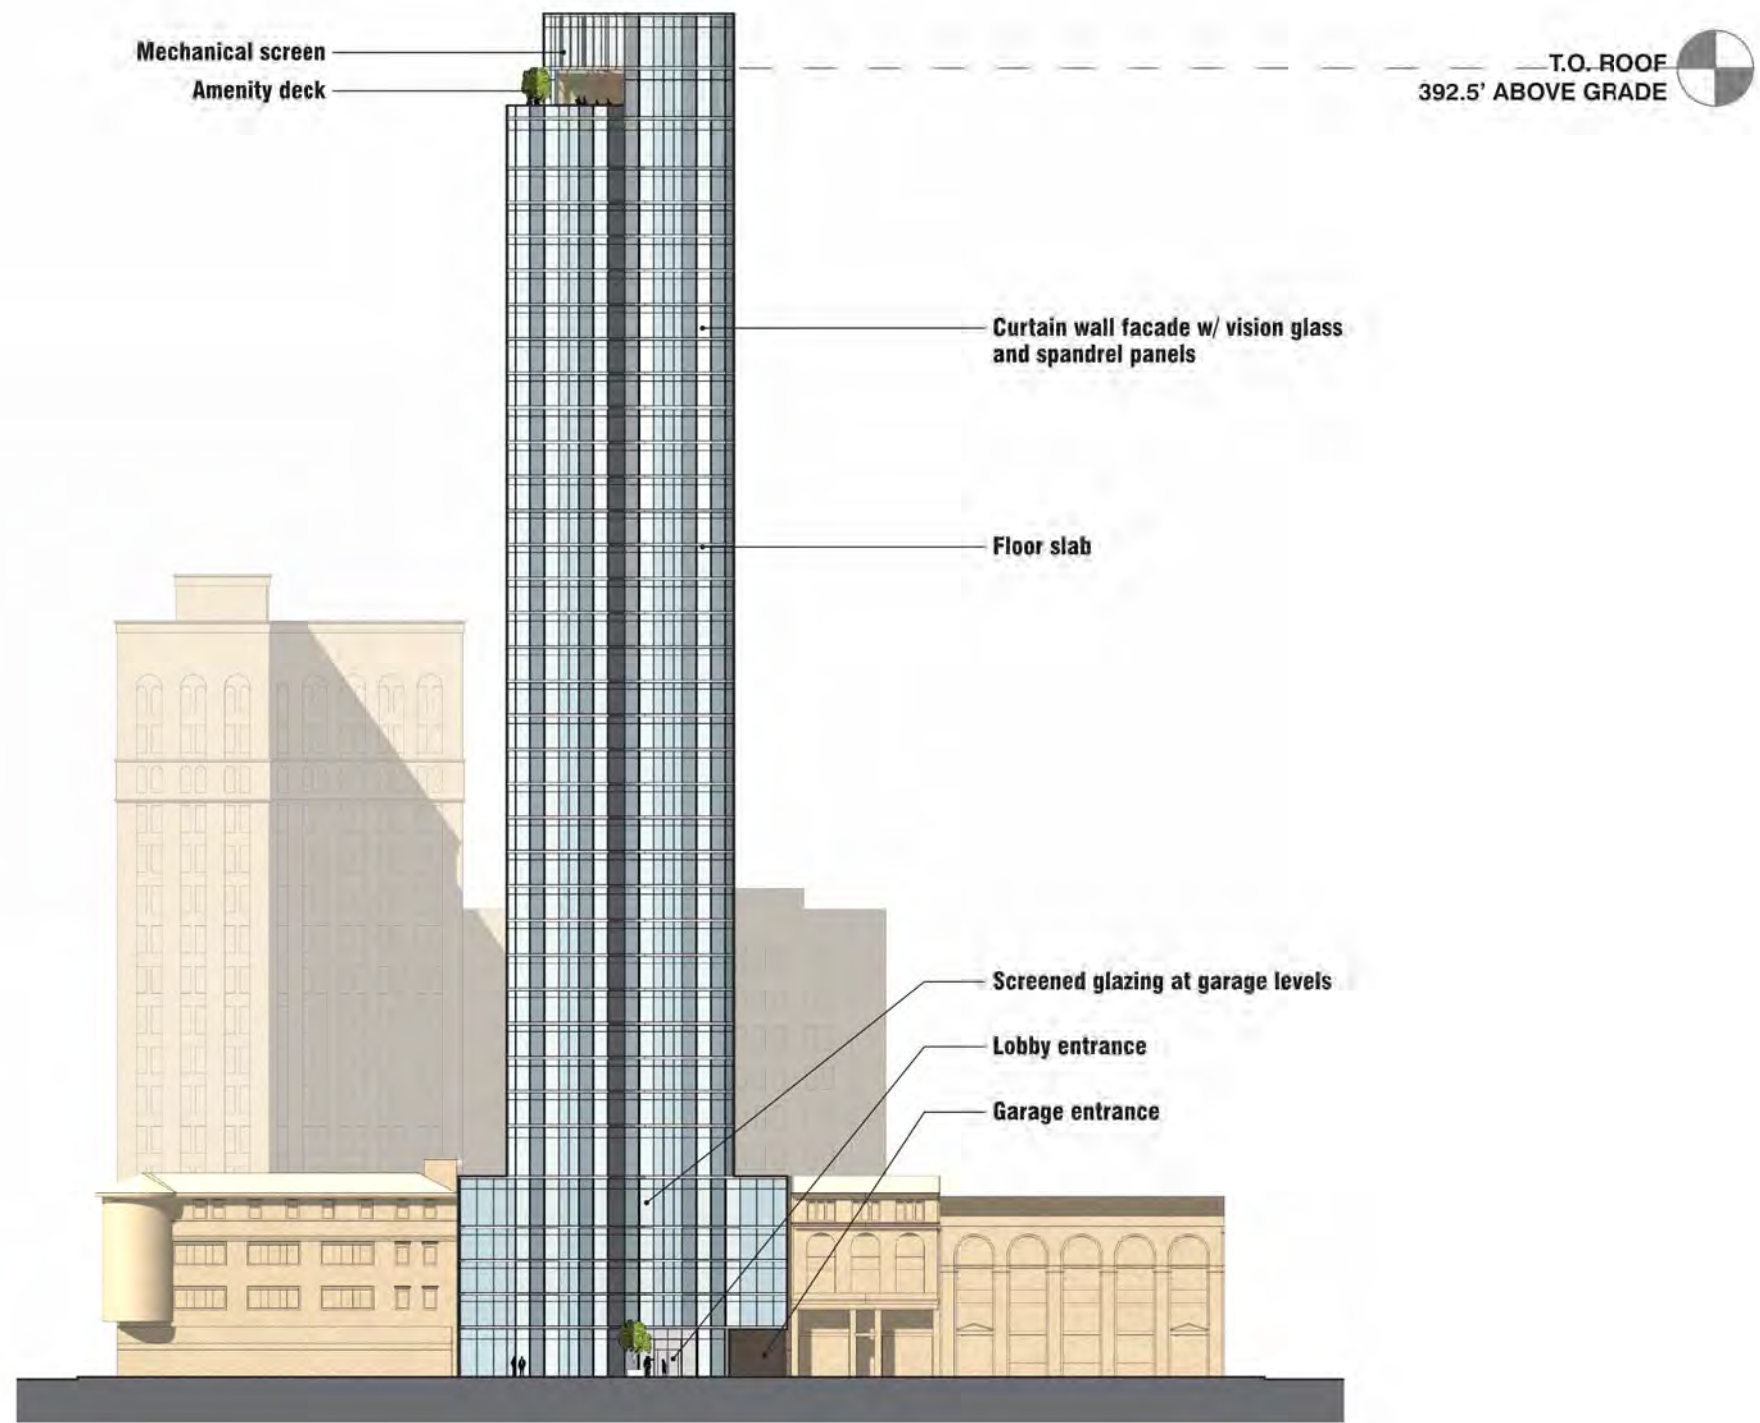 Mechanical screen
Amenity deck
T.O. ROOF
392.5' ABOVE GRADE
Curtain wall facade w/ vision glass
and spandrel panels
Floor slab
Screened glazing at garage levels
Lobby entrance
Garage entrance